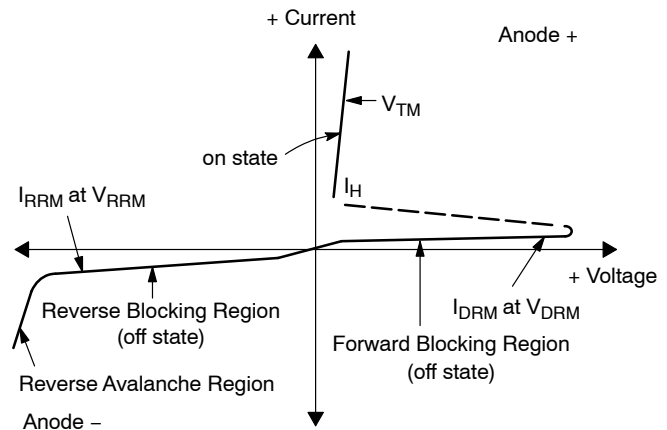 + Current
Anode +
V_TM
on state
I_H
I_RRM at V_RRM
+ Voltage
I_DRM at V_DRM
Reverse Blocking Region
(off state)
Forward Blocking Region
(off state)
Reverse Avalanche Region
Anode −